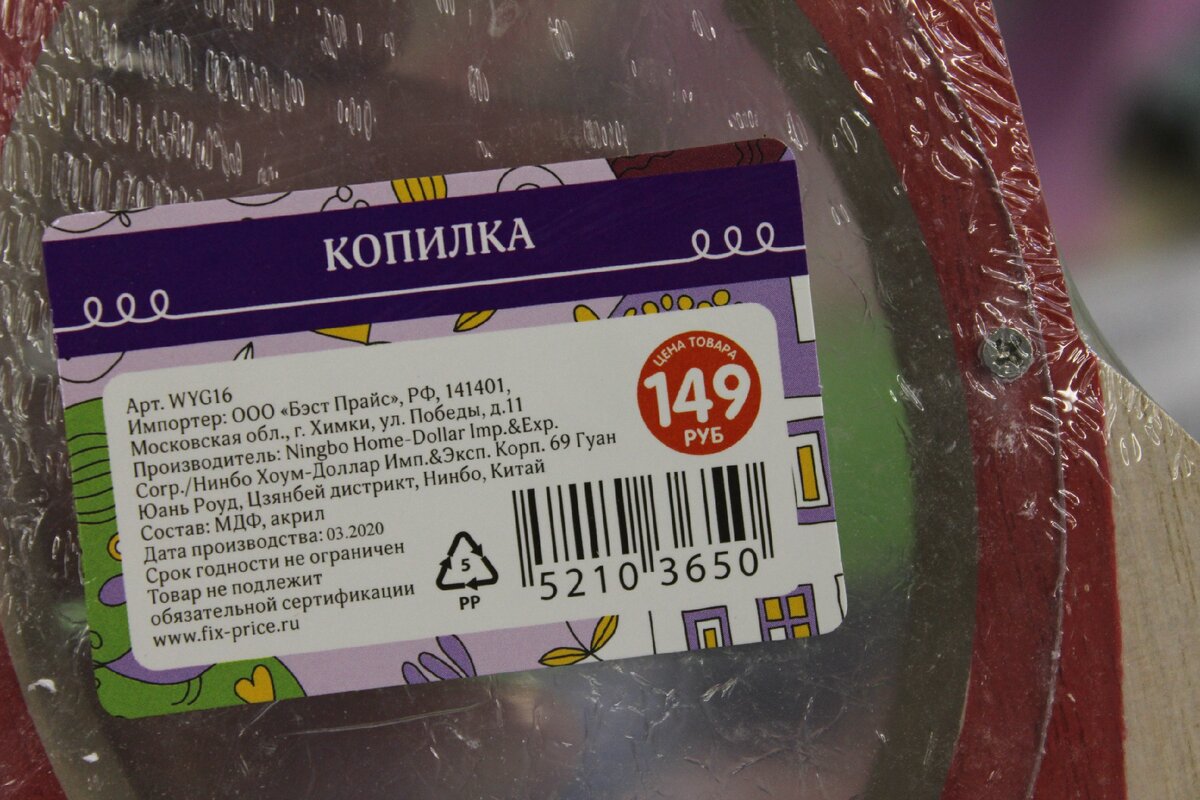 КОПИЛКА
Арт. WYG16
Импортер: ООО «Бэст Прайс», РФ, 141401,
Московская обл., г. Химки, ул. Победы, д.11
Производитель: Ningbo Home-Dollar Imp.&Exp.
Corp./Нинбо Хоум-Доллар Имп.&Эксп. Корп. 69 Гуан
Юань Роуд, Цзянбей дистрикт, Нинбо, Китай
Состав: МДФ, акрил
Дата производства: 03.2020
Срок годности не ограничен
Товар не подлежит
обязательной сертификации
www.fix-price.ru
ЦЕНА ТОВАРА
149
РУБ
5
PP
5210 3650